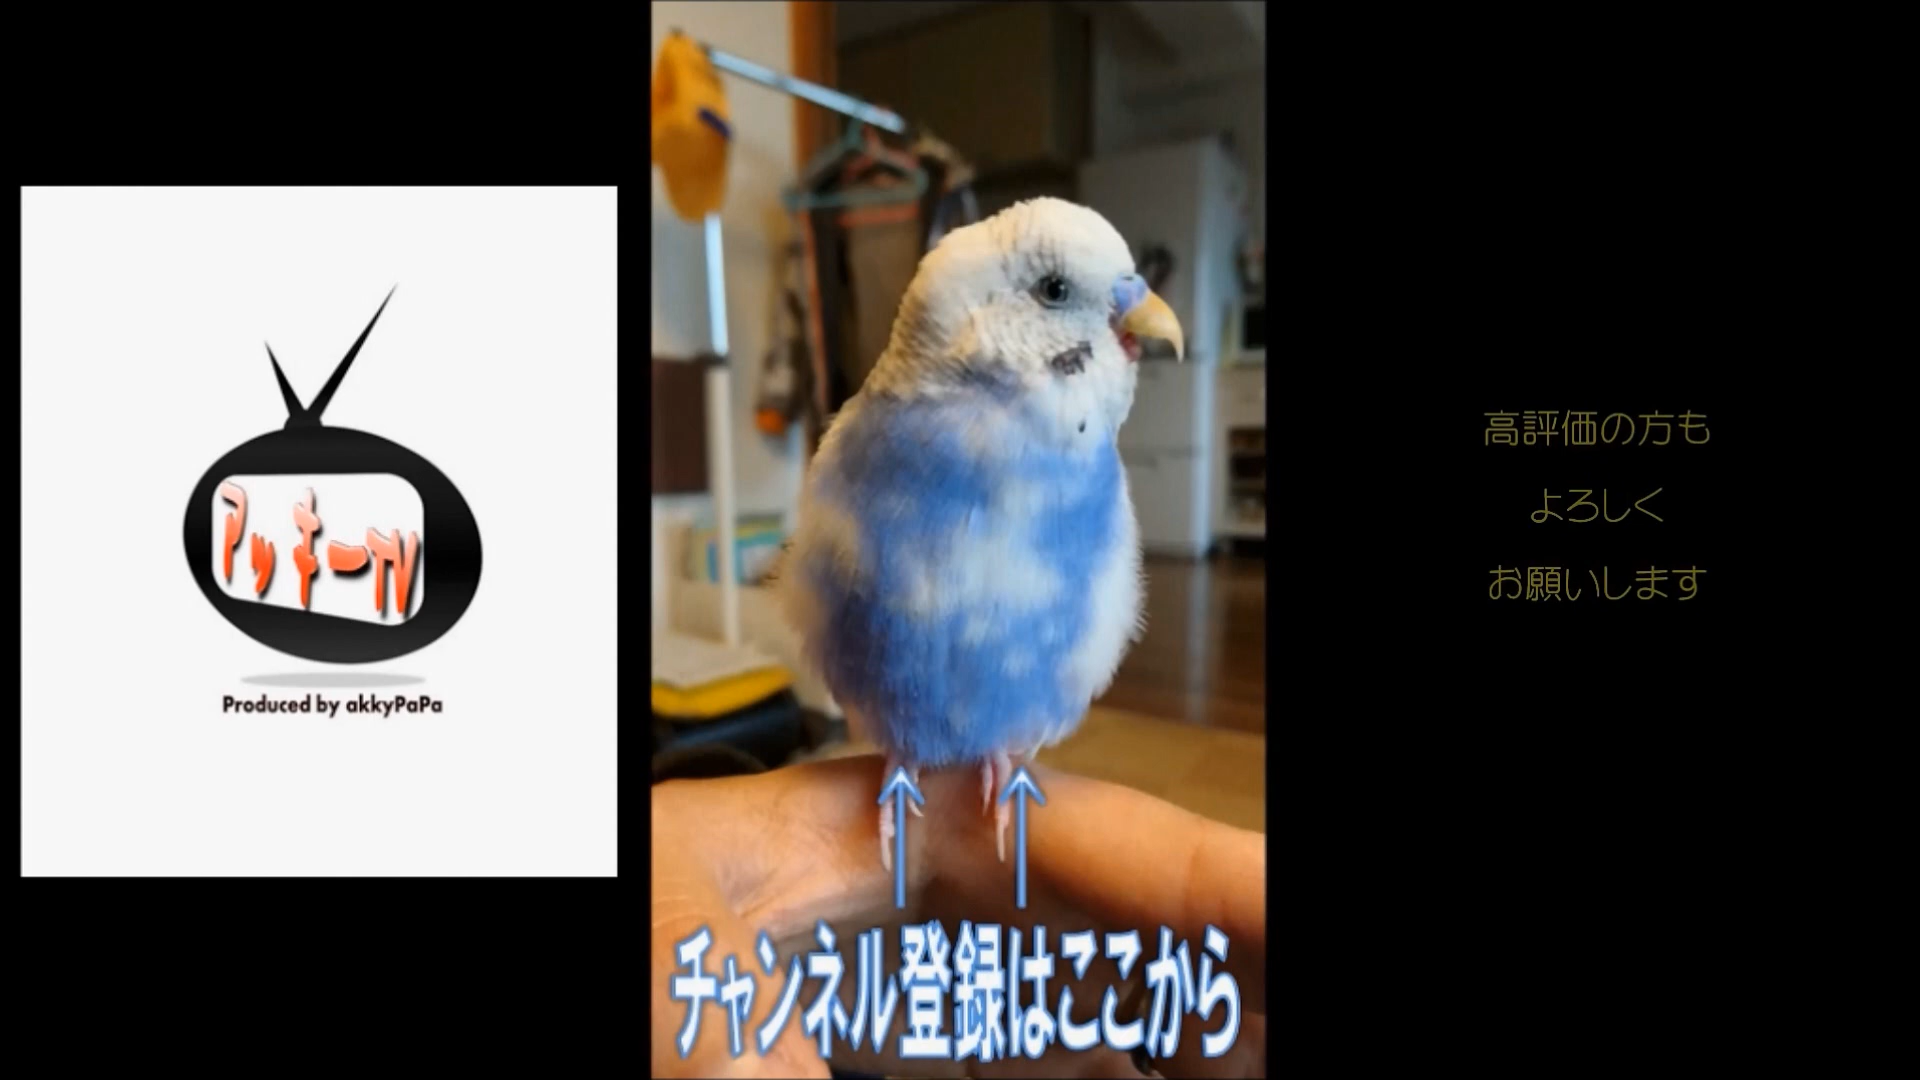 アッキーTV
Produced by akkyPaPa
チャンネル登録はここから
高評価の方も
よろしく
お願いします